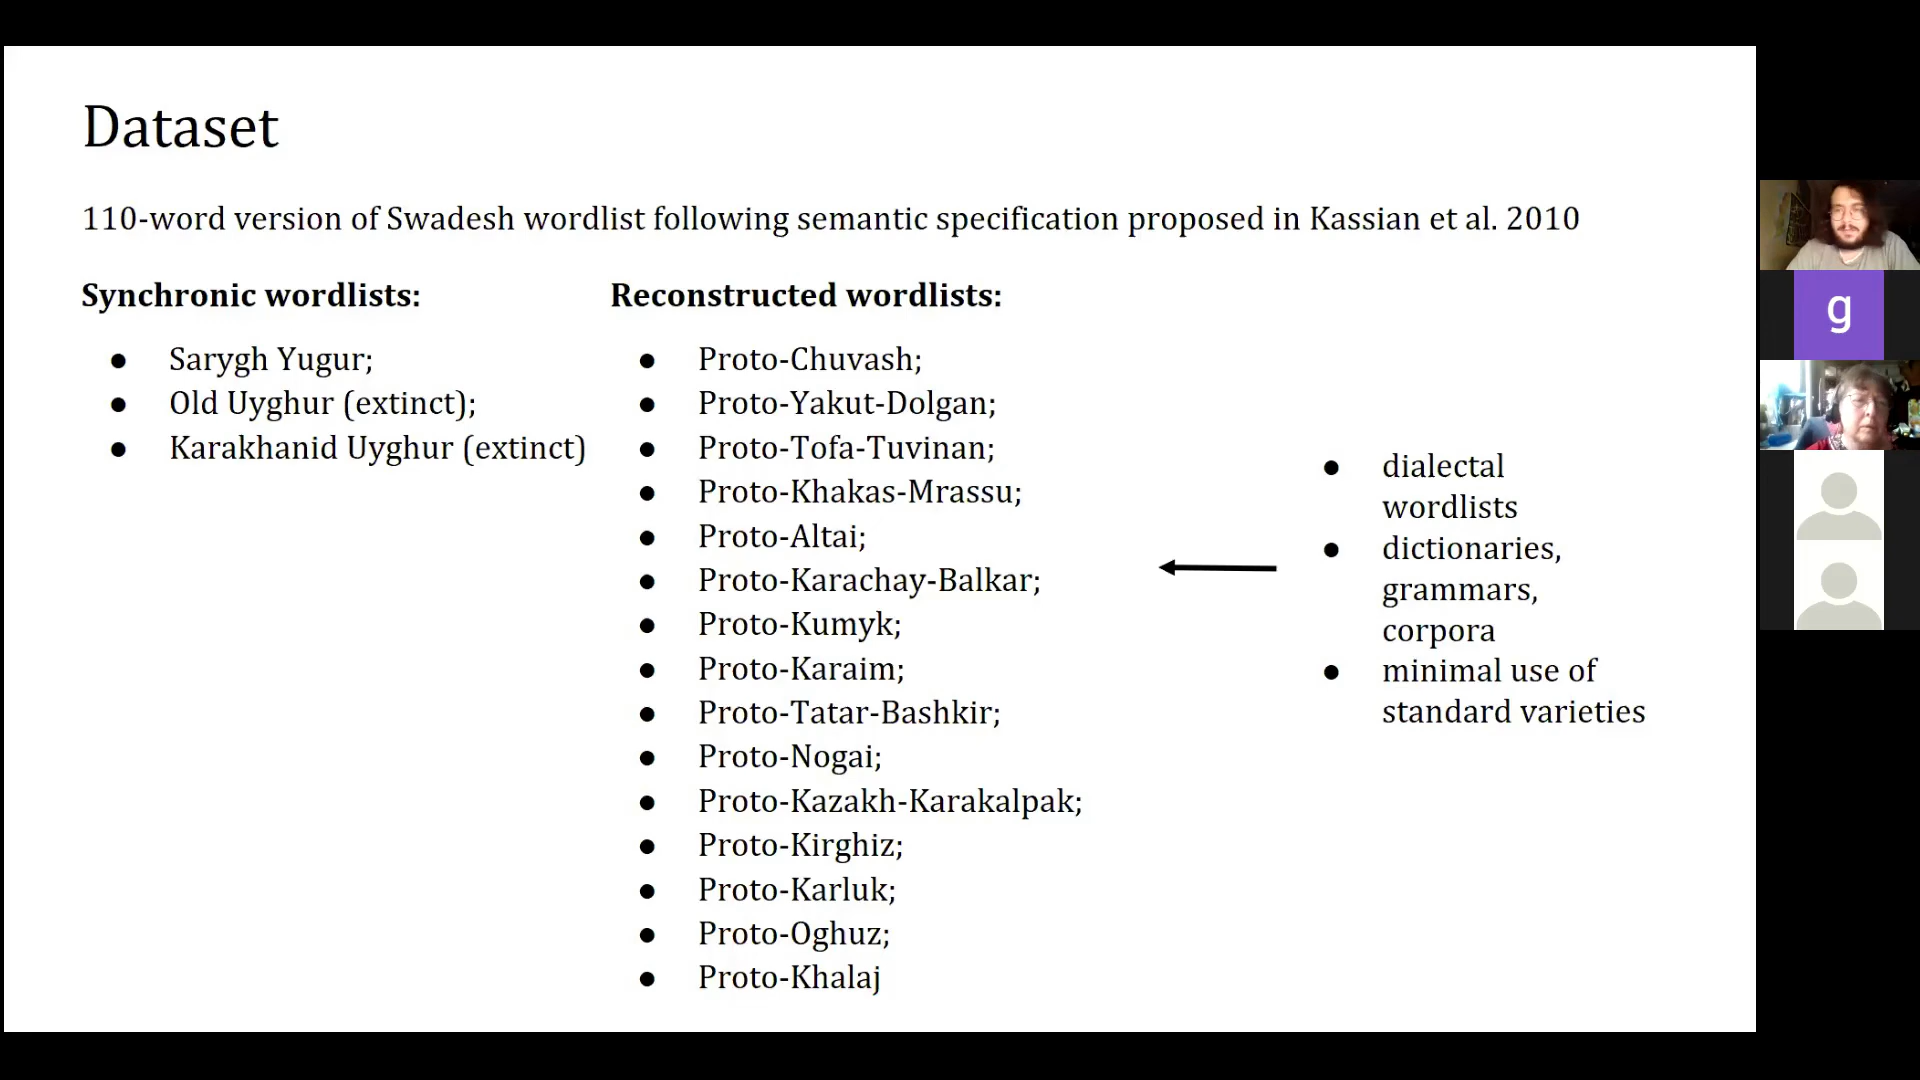 Dataset
110-word version of Swadesh wordlist following semantic specification proposed in Kassian et al. 2010
Synchronic wordlists:
● Sarygh Yugur;
● Old Uyghur (extinct);
● Karakhanid Uyghur (extinct)
Reconstructed wordlists:
● Proto-Chuvash;
● Proto-Yakut-Dolgan;
● Proto-Tofa-Tuvinan;
● Proto-Khakas-Mrassu;
● Proto-Altai;
● Proto-Karachay-Balkar;
● Proto-Kumyk;
● Proto-Karaim;
● Proto-Tatar-Bashkir;
● Proto-Nogai;
● Proto-Kazakh-Karakalpak;
● Proto-Kirghiz;
● Proto-Karluk;
● Proto-Oghuz;
● Proto-Khalaj
● dialectal
wordlists
● dictionaries,
grammars,
corpora
● minimal use of
standard varieties
g